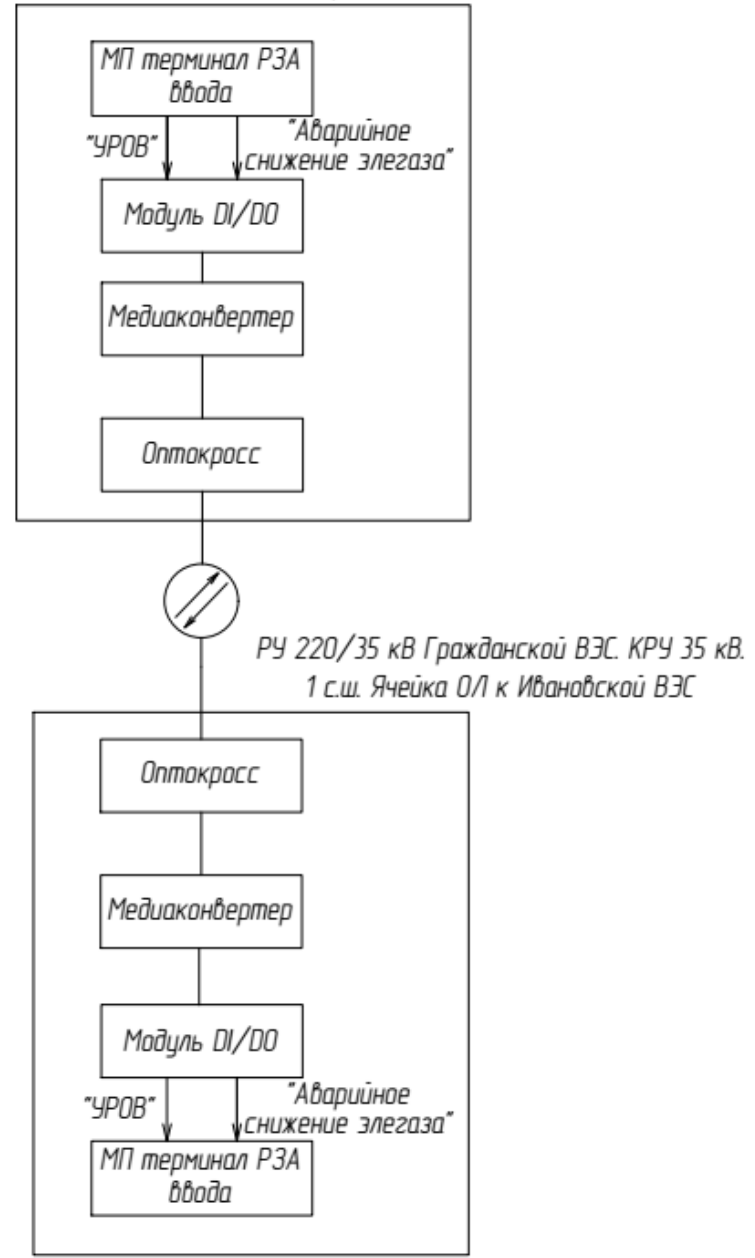 МП терминал РЗА
ввода
"УРОВ"
"Аварийное
снижение элегаза"
Модуль DI/DO
Медиаконвертер
Оптокросс
РУ 220/35 кВ Гражданской ВЭС. КРУ 35 кВ.
1 с.ш. Ячейка ОЛ к Ивановской ВЭС
Оптокросс
Медиаконвертер
Модуль DI/DO
"УРОВ"
"Аварийное
снижение элегаза"
МП терминал РЗА
ввода